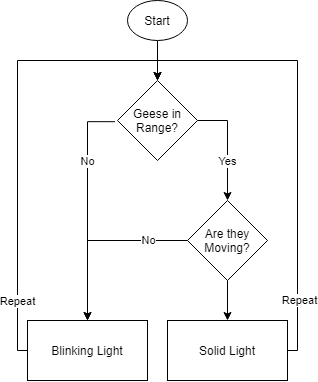 Start
Geese in
Range?
No
Yes
Are they
Moving?
No
Repeat
Repeat
Blinking Light
Solid Light